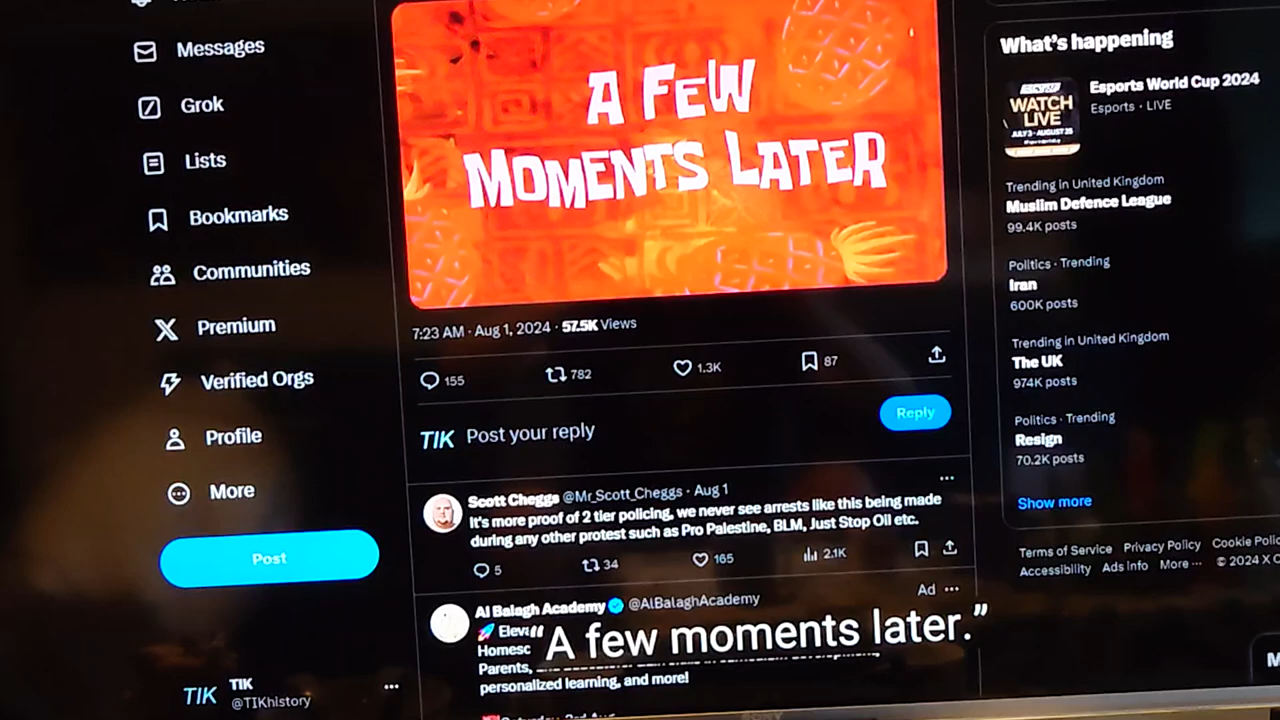 Messages
Grok
Lists
Bookmarks
Communities
Premium
Verified Orgs
Profile
More
Post
TIK
TIK
@TIKhistory
A FEW
MOMENTS LATER
7:23 AM · Aug 1, 2024 · 57.5K Views
155 782 1.3K 87
TIK Post your reply
Reply
Scott Cheggs @Mr_Scott_Cheggs · Aug 1
It's more proof of 2 tier policing, we never see arrests like this being made
during any other protest such as Pro Palestine, BLM, Just Stop Oil etc.
5 34 165 2.1K
Al Balagh Academy @AlBalaghAcademy
Ad
Parents,
personalized learning, and more!
A few moments later.”
What's happening
WATCH
LIVE
JULY 3 - AUGUST 25
Esports World Cup 2024
Esports · LIVE
Trending in United Kingdom
Muslim Defence League
99.4K posts
Politics · Trending
Iran
600K posts
Trending in United Kingdom
The UK
974K posts
Politics · Trending
Resign
70.2K posts
Show more
Terms of Service Privacy Policy Cookie
Accessibility Ads Info More ··· © 2024 X